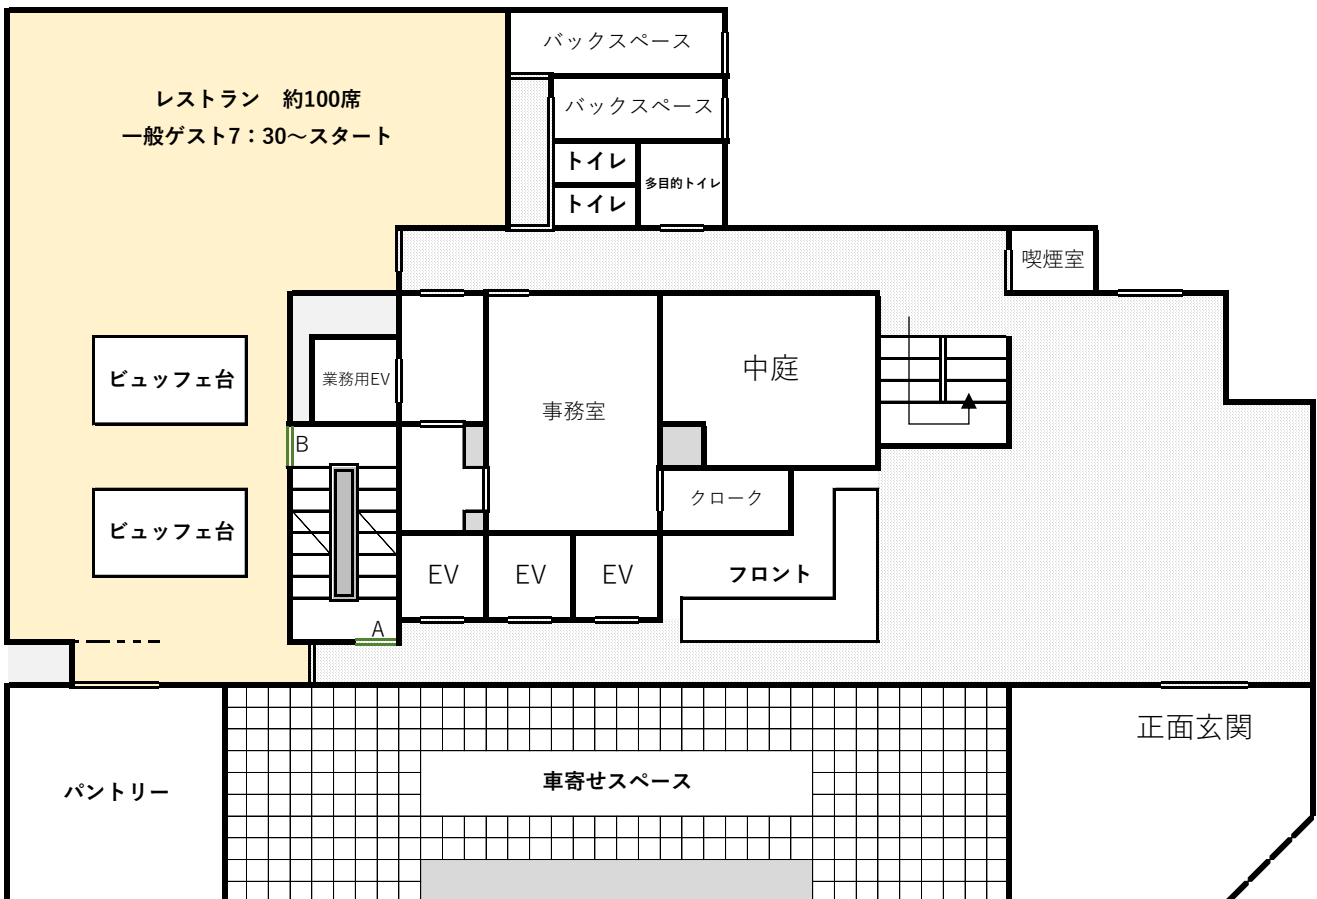 バックスペース
レストラン　約100席
バックスペース
一般ゲスト7：30～スタート
トイレ
多目的トイレ
トイレ
喫煙室
中庭
ビュッフェ台
業務用EV
事務室
B
クローク
ビュッフェ台
EV
EV
EV
フロント
A
正面玄関
車寄せスペース
パントリー